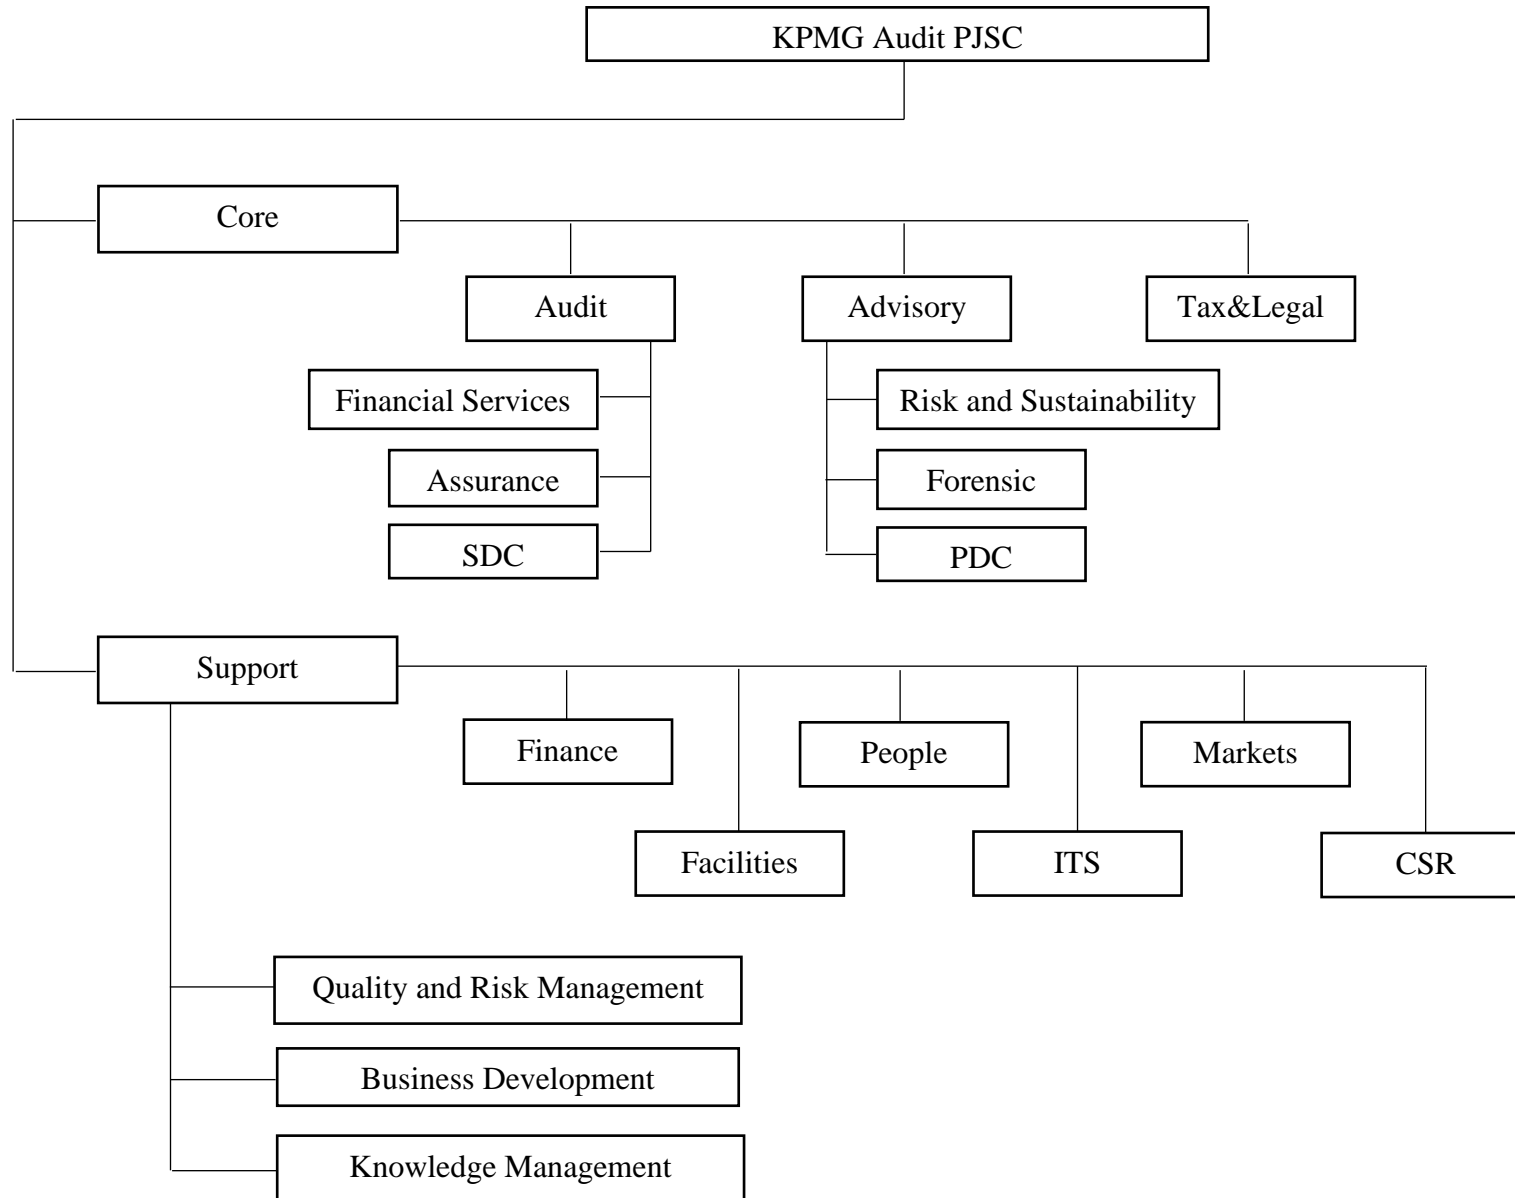 KPMG Audit PJSC
Core
Audit
Advisory
Tax&Legal
Financial Services
Risk and Sustainability
Assurance
Forensic
SDC
PDC
Support
Finance
People
Markets
Facilities
ITS
CSR
Quality and Risk Management
Business Development
Knowledge Management